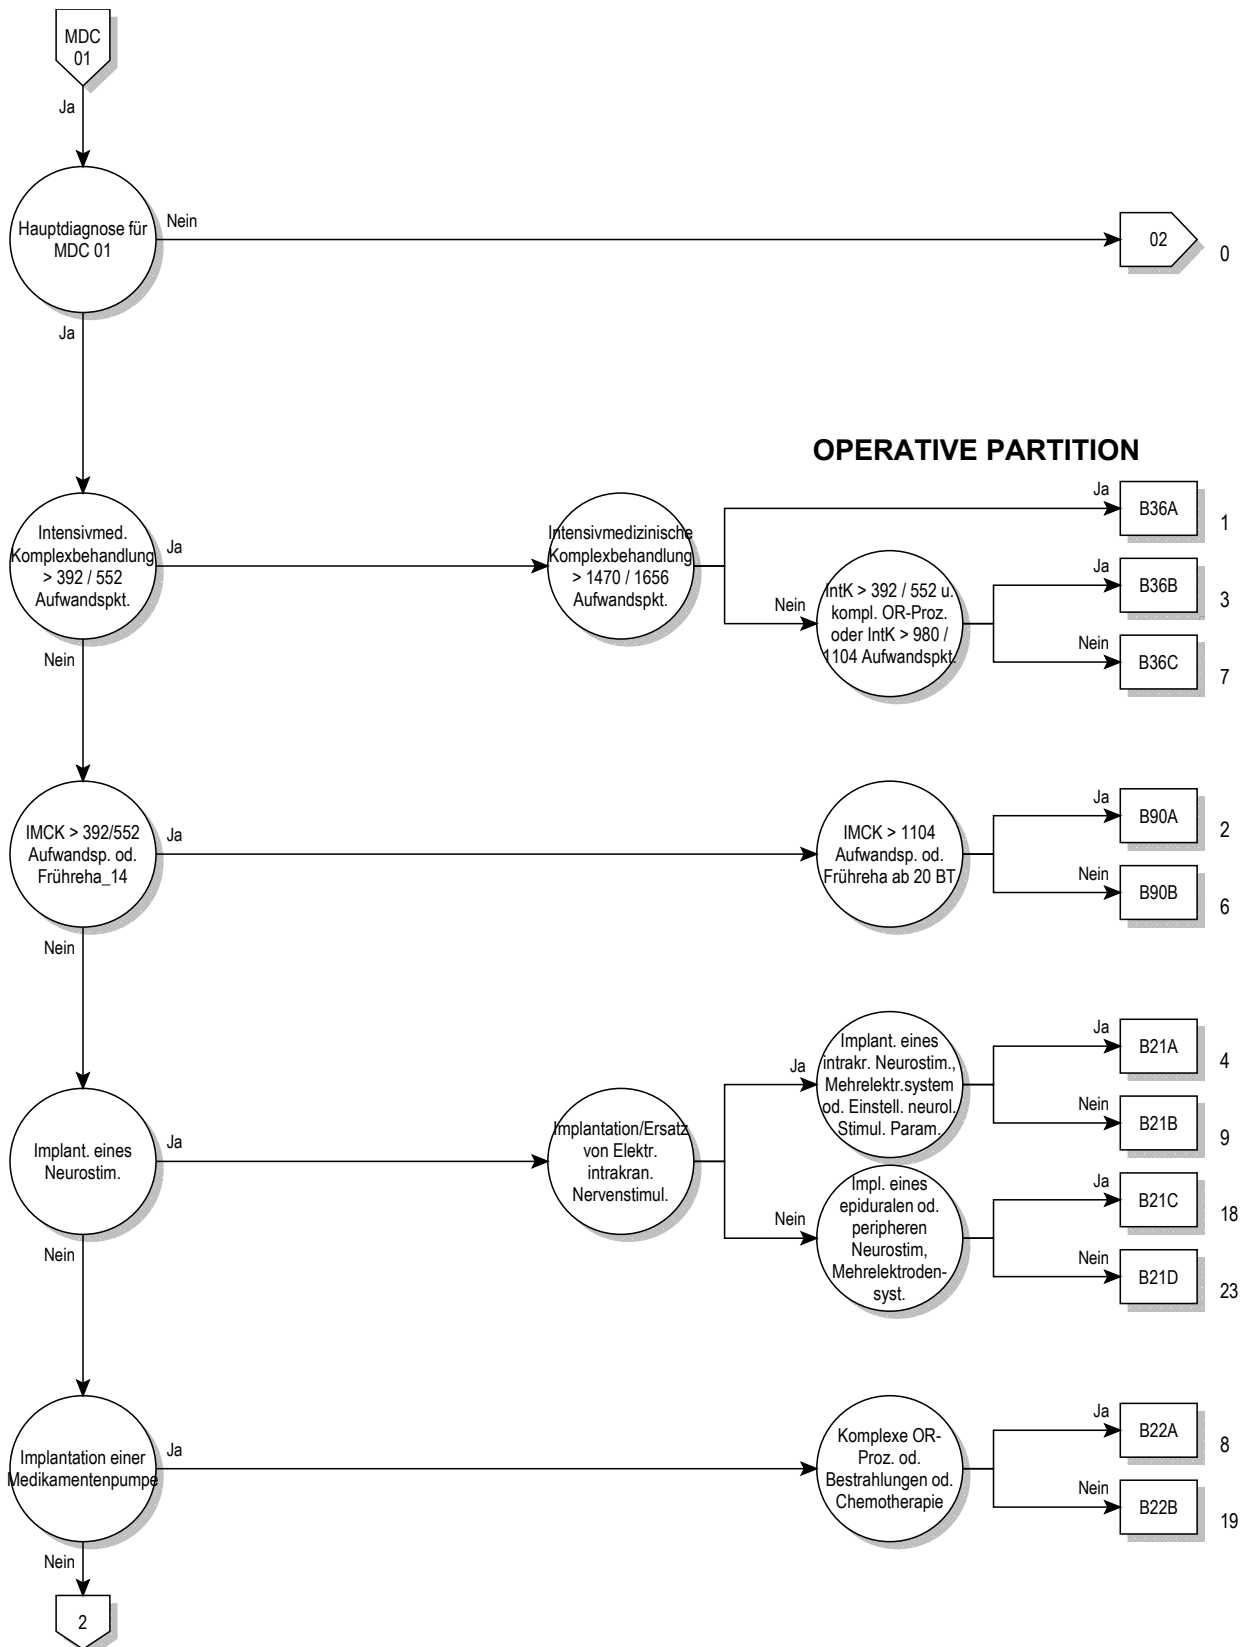 MDC
01
Ja
Hauptdiagnose für
MDC 01
Nein
02
0
Ja
OPERATIVE PARTITION
Intensivmed.
Komplexbehandlung
> 392 / 552
Aufwandspkt.
Ja
Intensivmedizinische
Komplexbehandlung
> 1470 / 1656
Aufwandspkt.
Ja
B36A
1
Nein
IntK > 392 / 552 u.
kompl. OR-Proz.
oder IntK > 980 /
1104 Aufwandspkt.
Ja
B36B
3
Nein
B36C
7
Nein
IMCK > 392/552
Aufwandsp. od.
Frühreha_14
Ja
IMCK > 1104
Aufwandsp. od.
Frühreha ab 20 BT
Ja
B90A
2
Nein
B90B
6
Nein
Implant. eines
Neurostim.
Ja
Implantation/Ersatz
von Elektr.
intrakran.
Nervenstimul.
Ja
Implant. eines
intrakr. Neurostim.,
Mehrelektr.system
od. Einstell. neurol.
Stimul. Param.
Ja
B21A
4
Nein
B21B
9
Nein
Impl. eines
epiduralen od.
peripheren
Neurostim,
Mehrelektroden-
syst.
Ja
B21C
18
Nein
B21D
23
Nein
Implantation einer
Medikamentenpumpe
Ja
Komplexe OR-
Proz. od.
Bestrahlungen od.
Chemotherapie
Ja
B22A
8
Nein
B22B
19
Nein
2